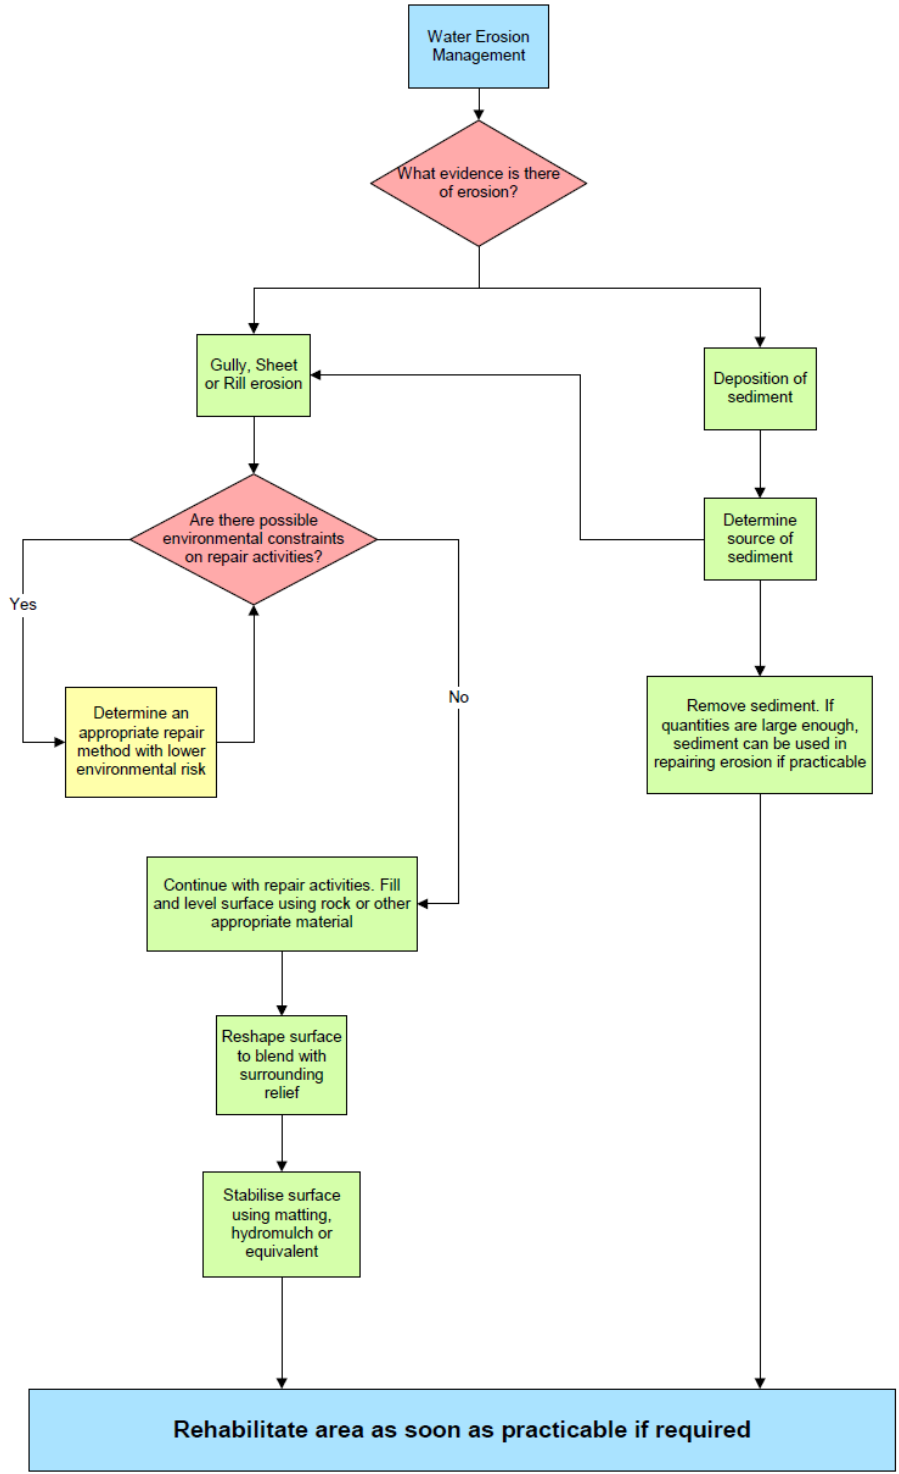 Water Erosion
Management
What evidence is there
of erosion?
Gully, Sheet
or Rill erosion
Deposition of
sediment
Are there possible
environmental constraints
on repair activities?
Determine
source of
sediment
Yes
No
Determine an
appropriate repair
method with lower
environmental risk
Remove sediment. If
quantities are large enough,
sediment can be used in
repairing erosion if practicable
Continue with repair activities. Fill
and level surface using rock or other
appropriate material
Reshape surface
to blend with
surrounding
relief
Stabilise surface
using matting,
hydromulch or
equivalent
Rehabilitate area as soon as practicable if required